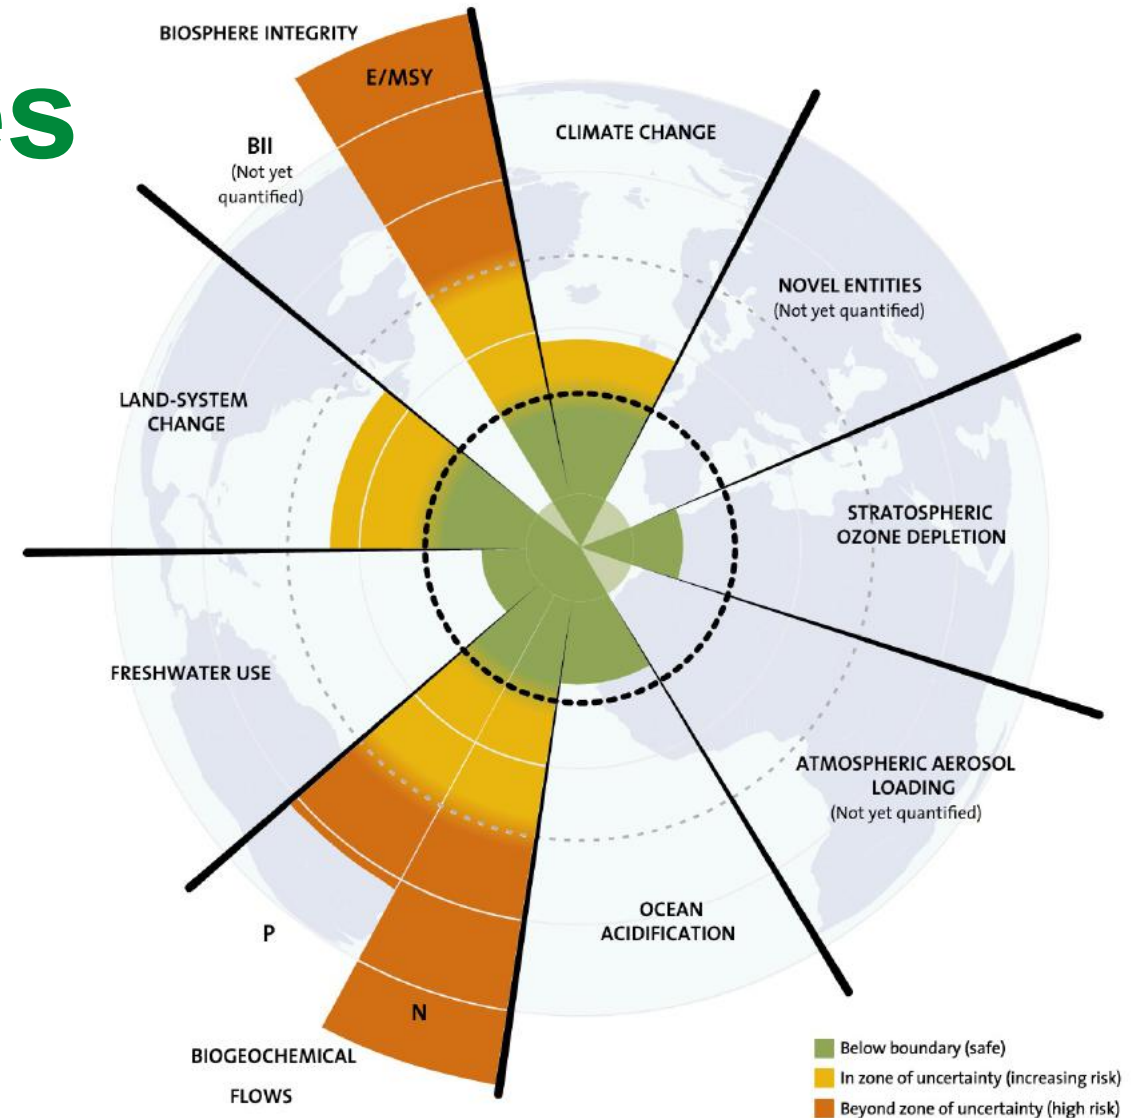 es
BIOSPHERE INTEGRITY
E/MSY
BII
(Not yet
quantified)
CLIMATE CHANGE
NOVEL ENTITIES
(Not yet quantified)
LAND-SYSTEM
CHANGE
STRATOSPHERIC
OZONE DEPLETION
FRESHWATER USE
ATMOSPHERIC AEROSOL
LOADING
(Not yet quantified)
OCEAN
ACIDIFICATION
P
N
BIOGEOCHEMICAL
FLOWS
Below boundary (safe)
In zone of uncertainty (increasing risk)
Beyond zone of uncertainty (high risk)